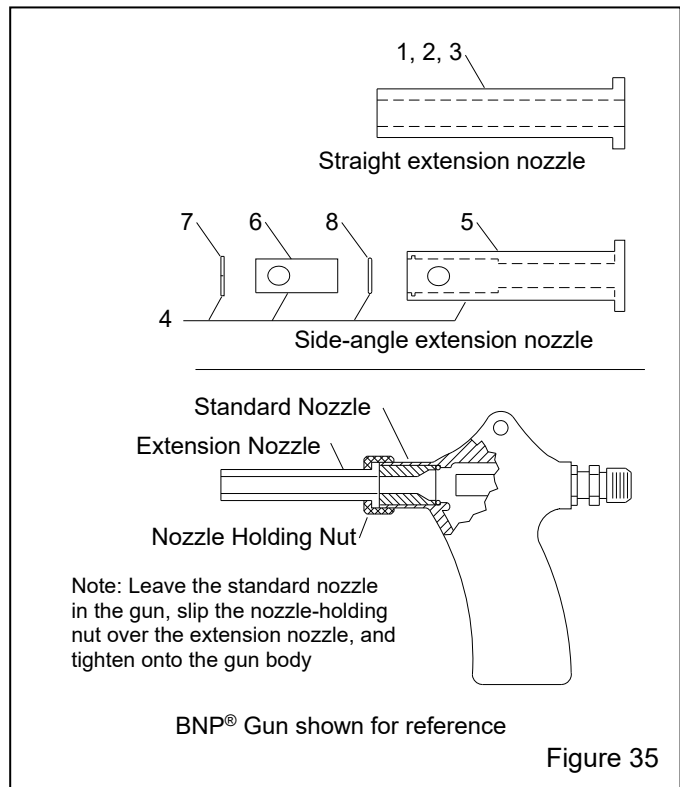 1, 2, 3
Straight extension nozzle
7
6
8
5
4
Side-angle extension nozzle
Standard Nozzle
Extension Nozzle
Nozzle Holding Nut
Note: Leave the standard nozzle
in the gun, slip the nozzle-holding
nut over the extension nozzle, and
tighten onto the gun body
BNP® Gun shown for reference
Figure 35